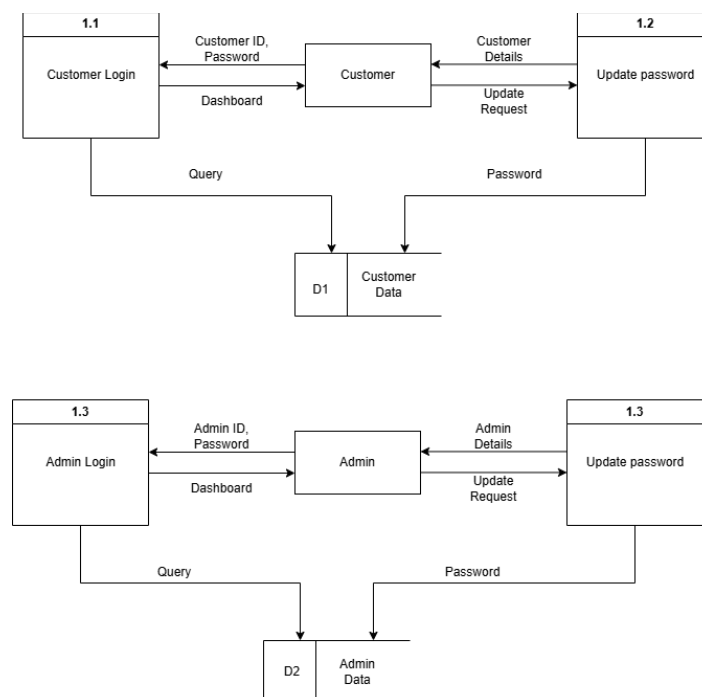 1.1
1.2
Customer Login
Customer ID,
Password
Customer
Customer
Details
Update password
Dashboard
Update
Request
Query
Password
D1
Customer
Data
1.3
1.3
Admin Login
Admin ID,
Password
Admin
Admin
Details
Update password
Dashboard
Update
Request
Query
Password
D2
Admin
Data